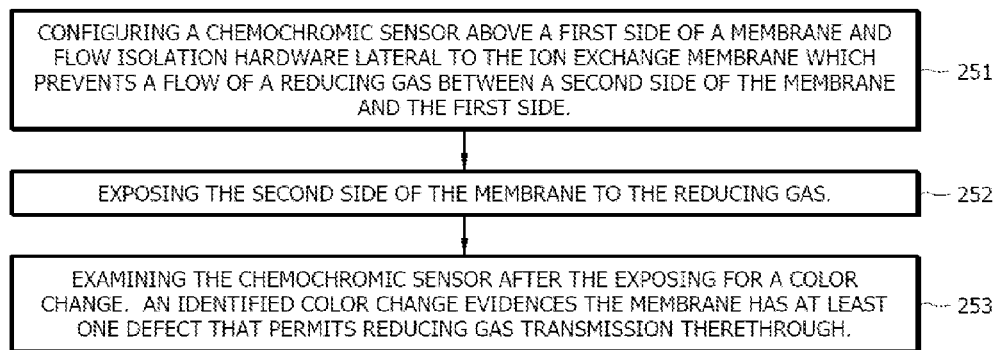 CONFIGURING A CHEMOCHROMIC SENSOR ABOVE A FIRST SIDE OF A MEMBRANE AND
FLOW ISOLATION HARDWARE LATERAL TO THE ION EXCHANGE MEMBRANE WHICH
PREVENTS A FLOW OF A REDUCING GAS BETWEEN A SECOND SIDE OF THE MEMBRANE
AND THE FIRST SIDE.
251
EXPOSING THE SECOND SIDE OF THE MEMBRANE TO THE REDUCING GAS.
252
EXAMINING THE CHEMOCHROMIC SENSOR AFTER THE EXPOSING FOR A COLOR
CHANGE. AN IDENTIFIED COLOR CHANGE EVIDENCES THE MEMBRANE HAS AT LEAST
ONE DEFECT THAT PERMITS REDUCING GAS TRANSMISSION THERETHROUGH.
253